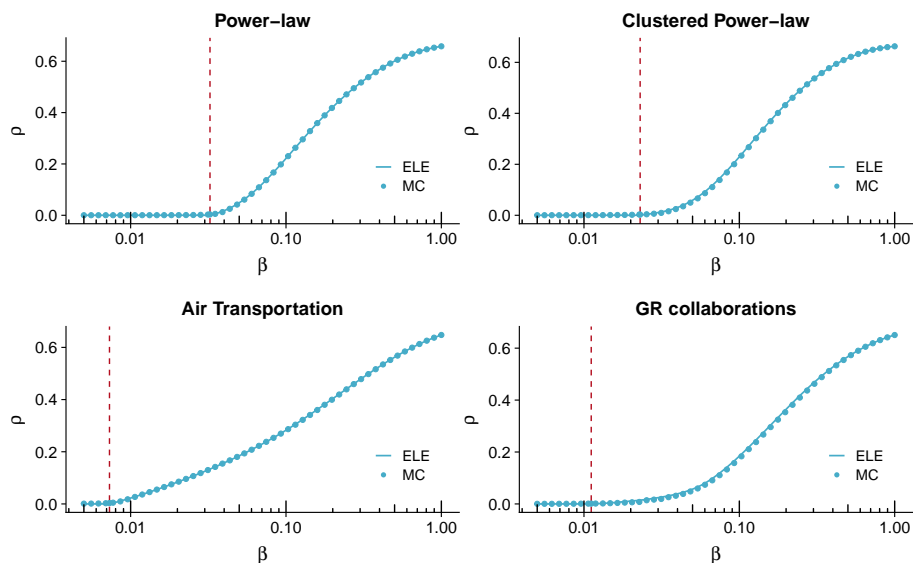 Power−law
0.6
0.4
ρ
0.2
0.0
ELE
MC
0.01
0.10
1.00
β
Clustered Power−law
0.6
0.4
ρ
0.2
0.0
ELE
MC
0.01
0.10
1.00
β
Air Transportation
0.6
0.4
ρ
0.2
0.0
ELE
MC
0.01
0.10
1.00
β
GR collaborations
0.6
0.4
ρ
0.2
0.0
ELE
MC
0.01
0.10
1.00
β